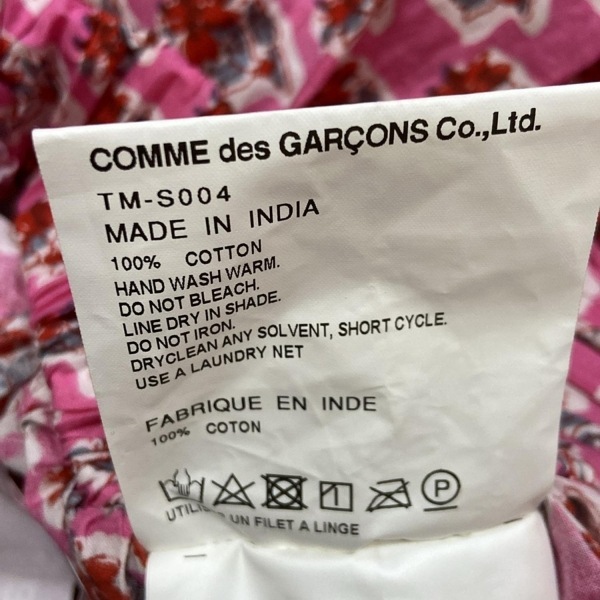 COMME des GARÇONS Co.,Ltd.
TM-S004
MADE IN INDIA
100% COTTON
HAND WASH WARM.
DO NOT BLEACH.
LINE DRY IN SHADE.
DO NOT IRON.
DRYCLEAN ANY SOLVENT, SHORT CYCLE.
USE A LAUNDRY NET
FABRIQUE EN INDE
100% COTON
P
UN FILET A LINGE